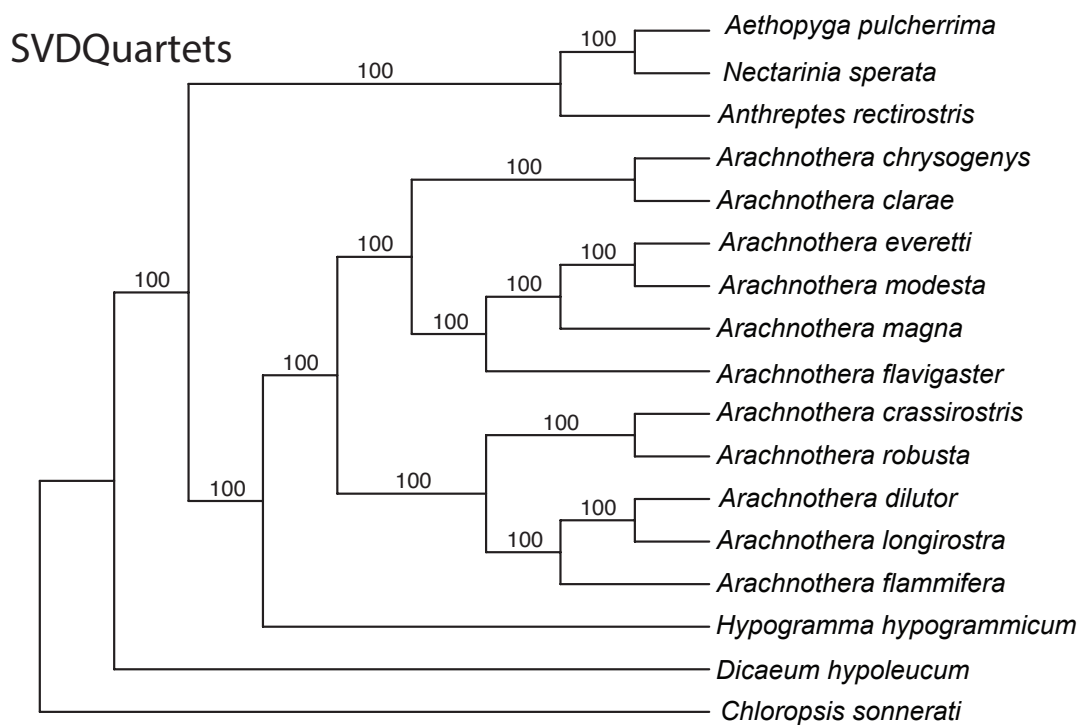 SVDQuartets
100
Aethopyga pulcherrima
100
Nectarinia sperata
Anthreptes rectirostris
100
Arachnothera chrysogenys
Arachnothera clarae
100
100
Arachnothera everetti
100
100
Arachnothera modesta
100
Arachnothera magna
100
Arachnothera flavigaster
100
Arachnothera crassirostris
100
Arachnothera robusta
100
100
Arachnothera dilutor
100
Arachnothera longirostra
100
Arachnothera flammifera
Hypogramma hypogrammicum
Dicaeum hypoleucum
Chloropsis sonnerati